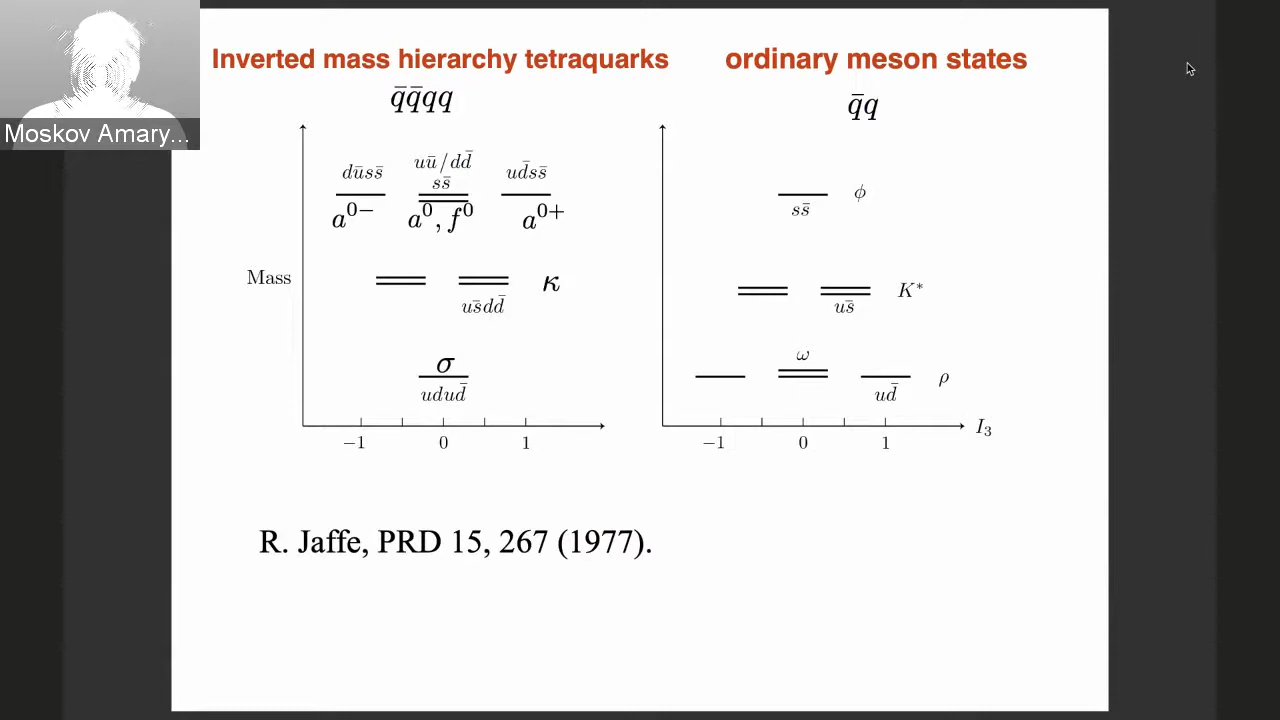 Moskov Amary...
Inverted mass hierarchy tetraquarks
ordinary meson states
q̄q̄qq
q̄q
dūss̄
uū/dd̄
ss̄
ud̄ss̄
a⁰⁻
a⁰, f⁰
a⁰⁺
ϕ
ss̄
Mass
κ
us̄dd̄
K*
us̄
σ
udud̄
ω
ρ
ud̄
−1
0
1
−1
0
1
I₃
R. Jaffe, PRD 15, 267 (1977).